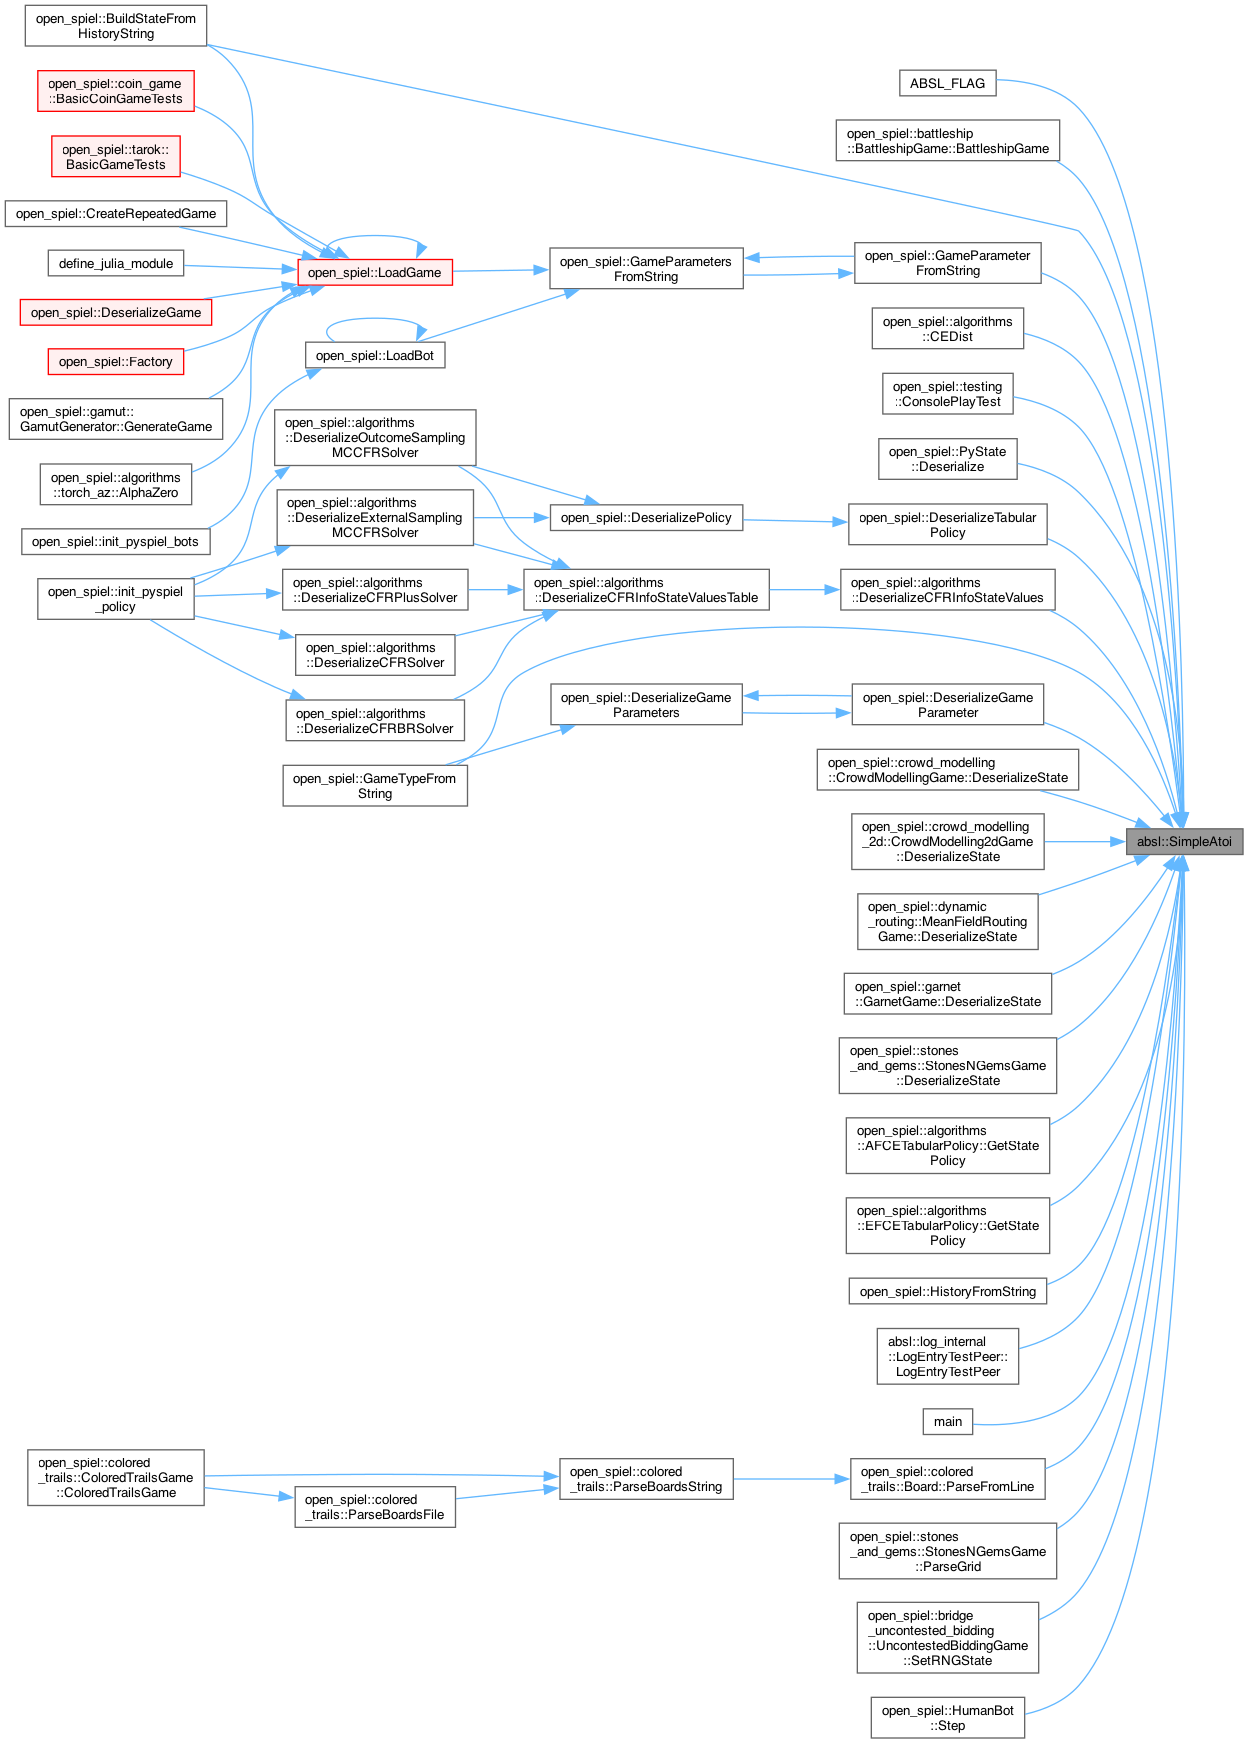 open_spiel::BuildStateFrom
HistoryString
open_spiel::coin_game
::BasicCoinGameTests
open_spiel::tarok::
BasicGameTests
open_spiel::CreateRepeatedGame
define_julia_module
open_spiel::DeserializeGame
open_spiel::Factory
open_spiel::gamut::
GamutGenerator::GenerateGame
open_spiel::algorithms
::torch_az::AlphaZero
open_spiel::init_pyspiel_bots
open_spiel::init_pyspiel
_policy
open_spiel::LoadGame
open_spiel::LoadBot
open_spiel::algorithms
::DeserializeOutcomeSampling
MCCFRSolver
open_spiel::algorithms
::DeserializeExternalSampling
MCCFRSolver
open_spiel::algorithms
::DeserializeCFRPlusSolver
open_spiel::algorithms
::DeserializeCFRSolver
open_spiel::algorithms
::DeserializeCFRBRSolver
open_spiel::GameTypeFrom
String
open_spiel::GameParameters
FromString
open_spiel::DeserializePolicy
open_spiel::algorithms
::DeserializeCFRInfoStateValuesTable
open_spiel::DeserializeGame
Parameters
ABSL_FLAG
open_spiel::battleship
::BattleshipGame::BattleshipGame
open_spiel::GameParameter
FromString
open_spiel::algorithms
::CEDist
open_spiel::testing
::ConsolePlayTest
open_spiel::PyState
::Deserialize
open_spiel::DeserializeTabular
Policy
open_spiel::algorithms
::DeserializeCFRInfoStateValues
open_spiel::DeserializeGame
Parameter
open_spiel::crowd_modelling
::CrowdModellingGame::DeserializeState
open_spiel::crowd_modelling
_2d::CrowdModelling2dGame
::DeserializeState
open_spiel::dynamic
_routing::MeanFieldRouting
Game::DeserializeState
open_spiel::garnet
::GarnetGame::DeserializeState
open_spiel::stones
_and_gems::StonesNGemsGame
::DeserializeState
open_spiel::algorithms
::AFCETabularPolicy::GetState
Policy
open_spiel::algorithms
::EFCETabularPolicy::GetState
Policy
open_spiel::HistoryFromString
absl::log_internal
::LogEntryTestPeer::
LogEntryTestPeer
main
open_spiel::colored
_trails::Board::ParseFromLine
open_spiel::stones
_and_gems::StonesNGemsGame
::ParseGrid
open_spiel::bridge
_uncontested_bidding
::UncontestedBiddingGame
::SetRNGState
open_spiel::HumanBot
::Step
absl::SimpleAtoi
open_spiel::colored
_trails::ColoredTrailsGame
::ColoredTrailsGame
open_spiel::colored
_trails::ParseBoardsFile
open_spiel::colored
_trails::ParseBoardsString